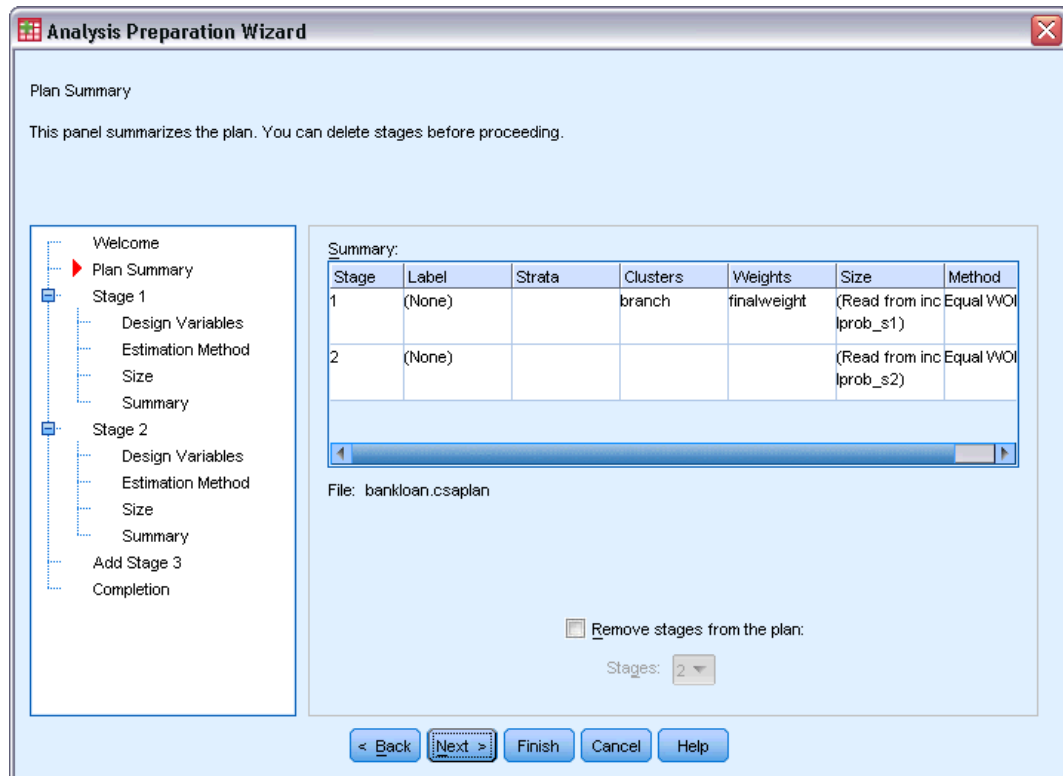 Analysis Preparation Wizard
Plan Summary
This panel summarizes the plan. You can delete stages before proceeding.
Welcome
Plan Summary
Stage 1
Design Variables
Estimation Method
Size
Summary
Stage 2
Design Variables
Estimation Method
Size
Summary
Add Stage 3
Completion
Summary:
Stage Label Strata Clusters Weights Size Method
1 (None) branch finalweight (Read from inc Equal WOI
lprob_s1)
2 (None) (Read from inc Equal WOI
lprob_s2)
File: bankloan.csaplan
Remove stages from the plan:
Stages: 2
< Back Next > Finish Cancel Help